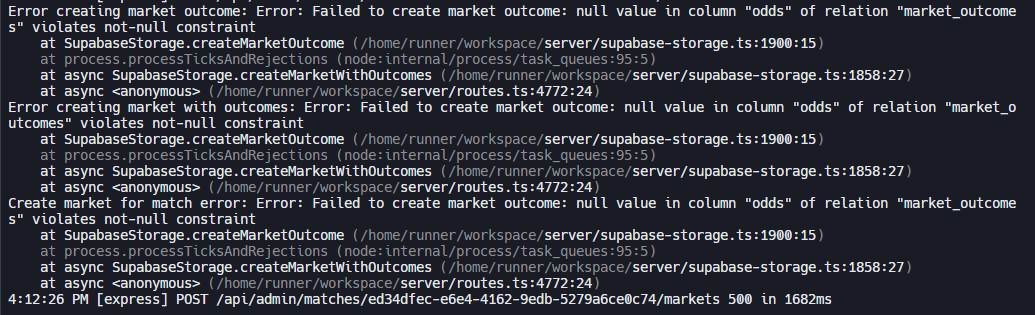 Error creating market outcome: Error: Failed to create market outcome: null value in column "odds" of relation "market_outcome
s" violates not-null constraint
    at SupabaseStorage.createMarketOutcome (/home/runner/workspace/server/supabase-storage.ts:1900:15)
    at process.processTicksAndRejections (node:internal/process/task_queues:95:5)
    at async SupabaseStorage.createMarketWithOutcomes (/home/runner/workspace/server/supabase-storage.ts:1858:27)
    at async <anonymous> (/home/runner/workspace/server/routes.ts:4772:24)
Error creating market with outcomes: Error: Failed to create market outcome: null value in column "odds" of relation "market_o
utcomes" violates not-null constraint
    at SupabaseStorage.createMarketOutcome (/home/runner/workspace/server/supabase-storage.ts:1900:15)
    at process.processTicksAndRejections (node:internal/process/task_queues:95:5)
    at async SupabaseStorage.createMarketWithOutcomes (/home/runner/workspace/server/supabase-storage.ts:1858:27)
    at async <anonymous> (/home/runner/workspace/server/routes.ts:4772:24)
Create market for match error: Error: Failed to create market outcome: null value in column "odds" of relation "market_outcome
s" violates not-null constraint
    at SupabaseStorage.createMarketOutcome (/home/runner/workspace/server/supabase-storage.ts:1900:15)
    at process.processTicksAndRejections (node:internal/process/task_queues:95:5)
    at async SupabaseStorage.createMarketWithOutcomes (/home/runner/workspace/server/supabase-storage.ts:1858:27)
    at async <anonymous> (/home/runner/workspace/server/routes.ts:4772:24)
4:12:26 PM [express] POST /api/admin/matches/ed34dfec-e6e4-4162-9edb-5279a6ce0c74/markets 500 in 1682ms